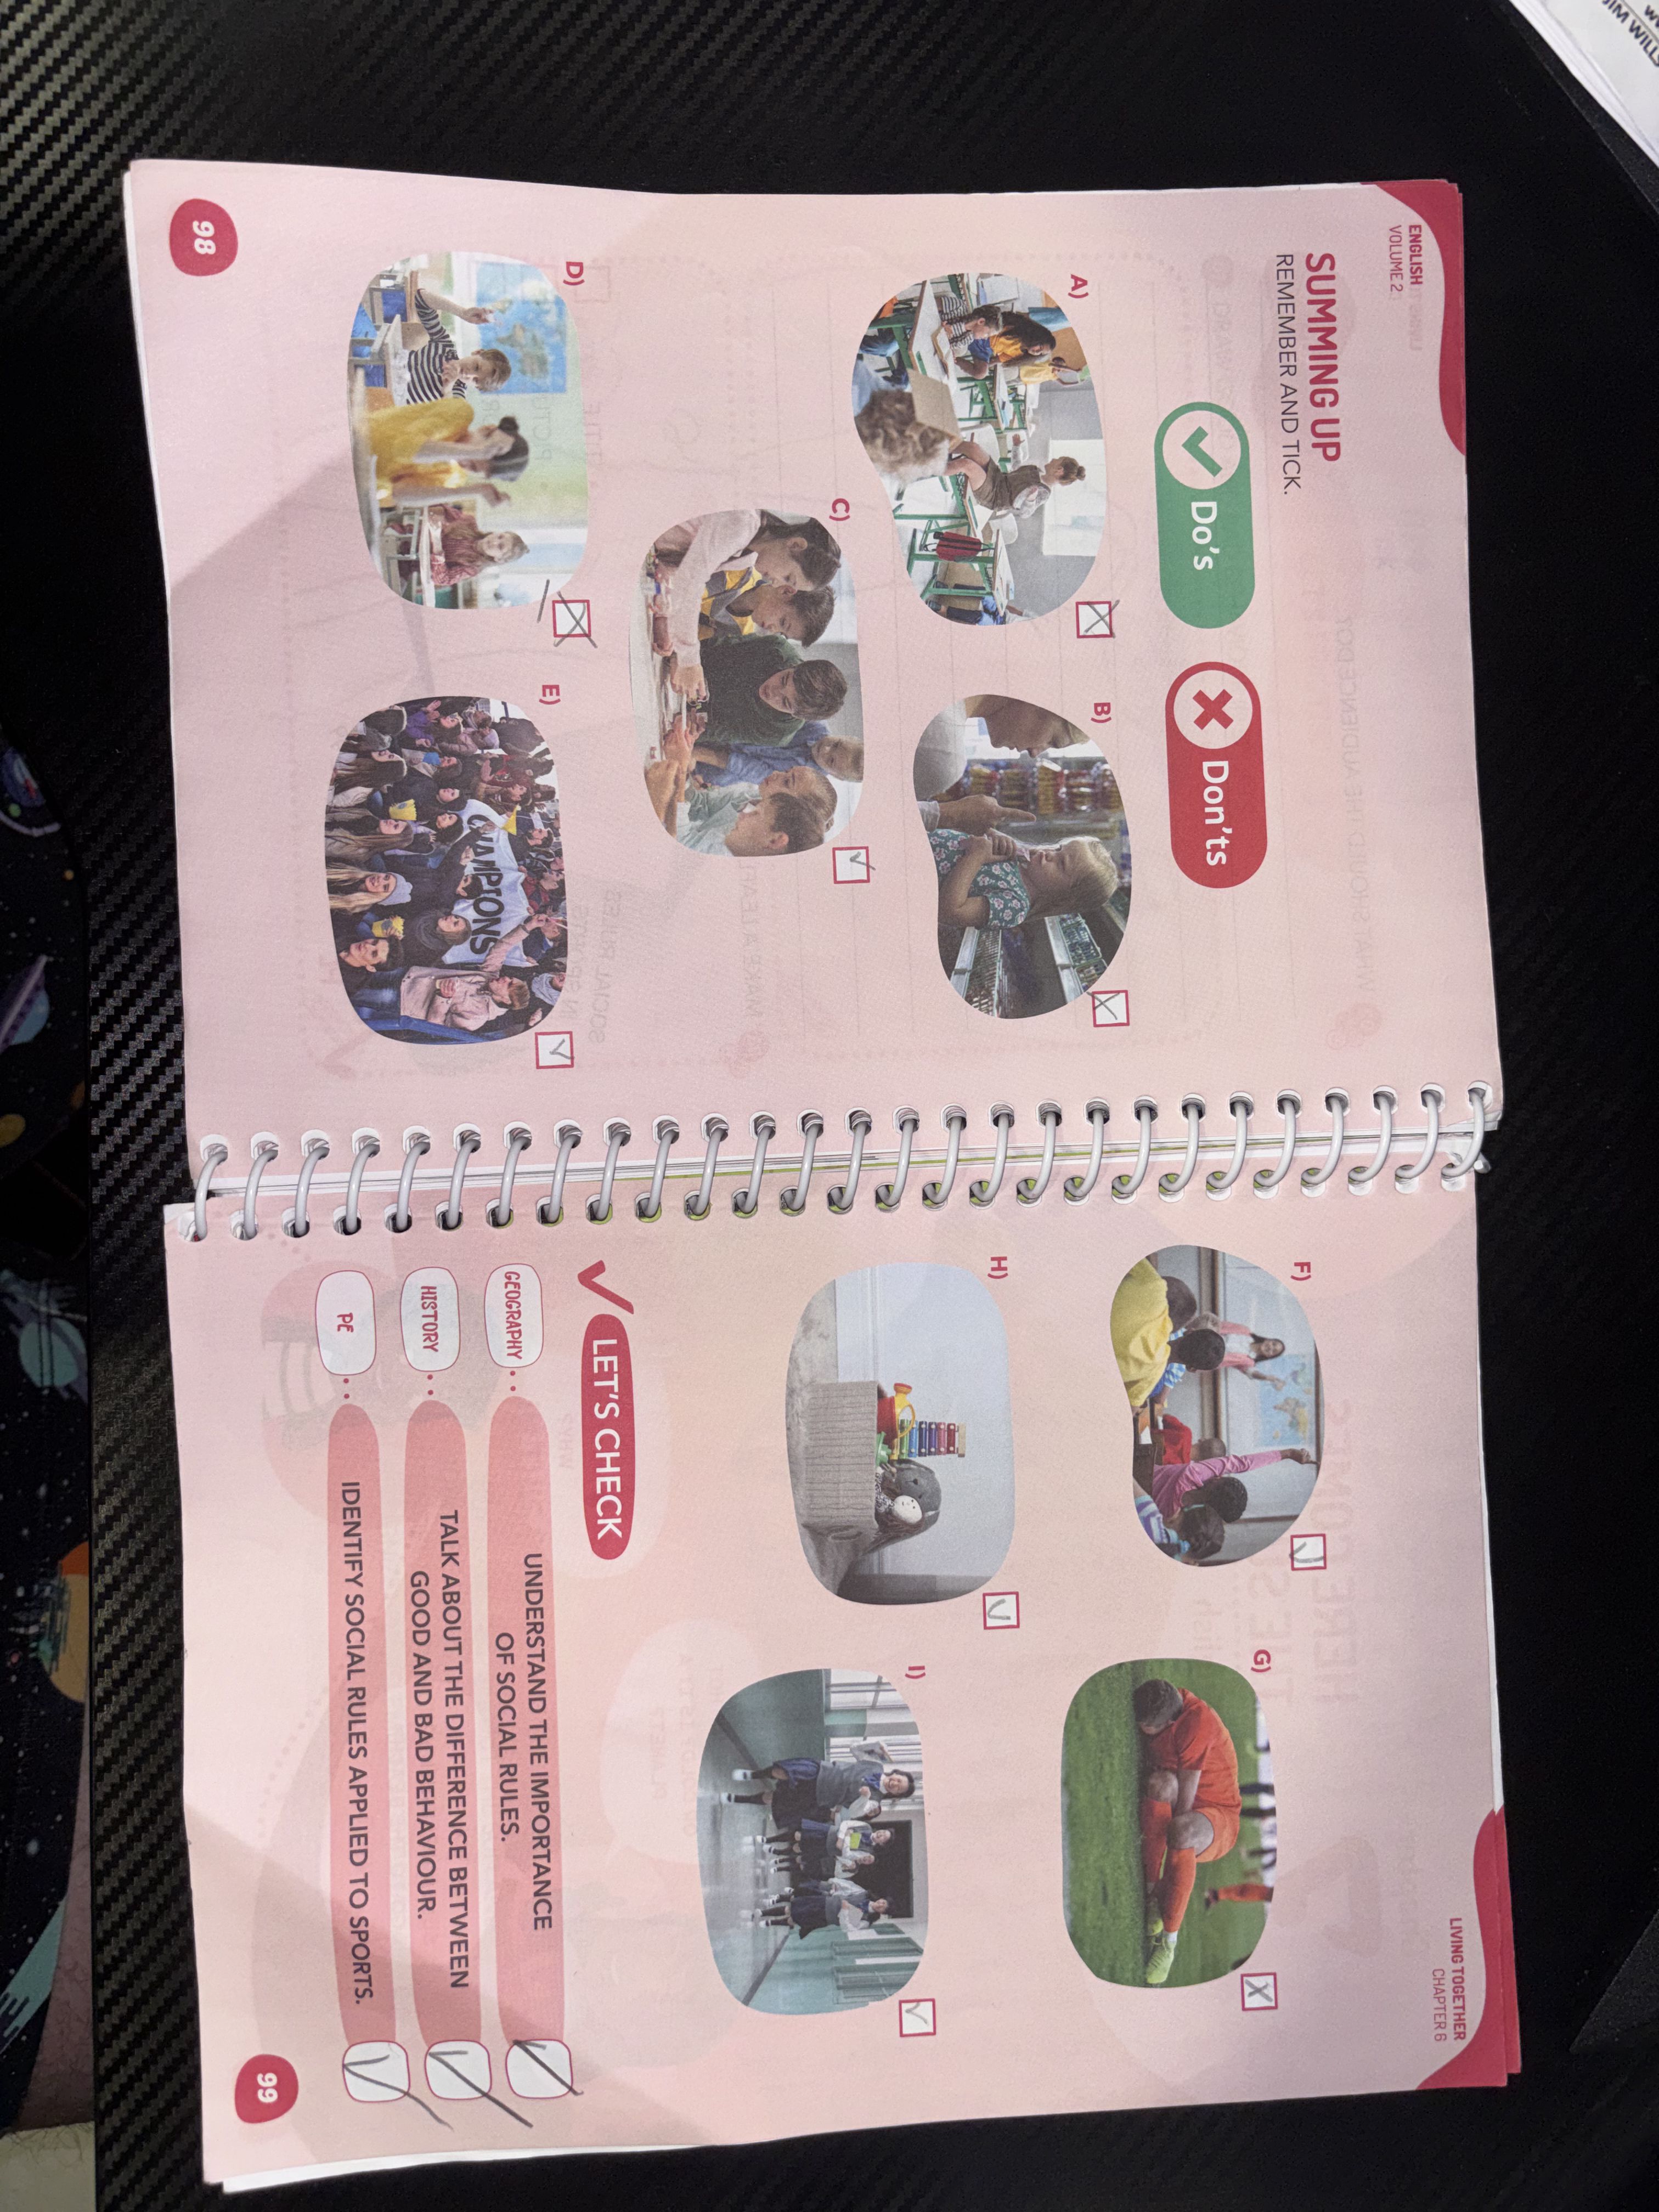 ENGLISH
VOLUME 2
SUMMING UP
REMEMBER AND TICK.
Do's
Don'ts
A)
B)
C)
D)
E)
CHAMPIONS
98
LIVING TOGETHER
CHAPTER 6
F)
G)
H)
I)
LET'S CHECK
GEOGRAPHY
UNDERSTAND THE IMPORTANCE
OF SOCIAL RULES.
HISTORY
TALK ABOUT THE DIFFERENCE BETWEEN
GOOD AND BAD BEHAVIOUR.
PE
IDENTIFY SOCIAL RULES APPLIED TO SPORTS.
99